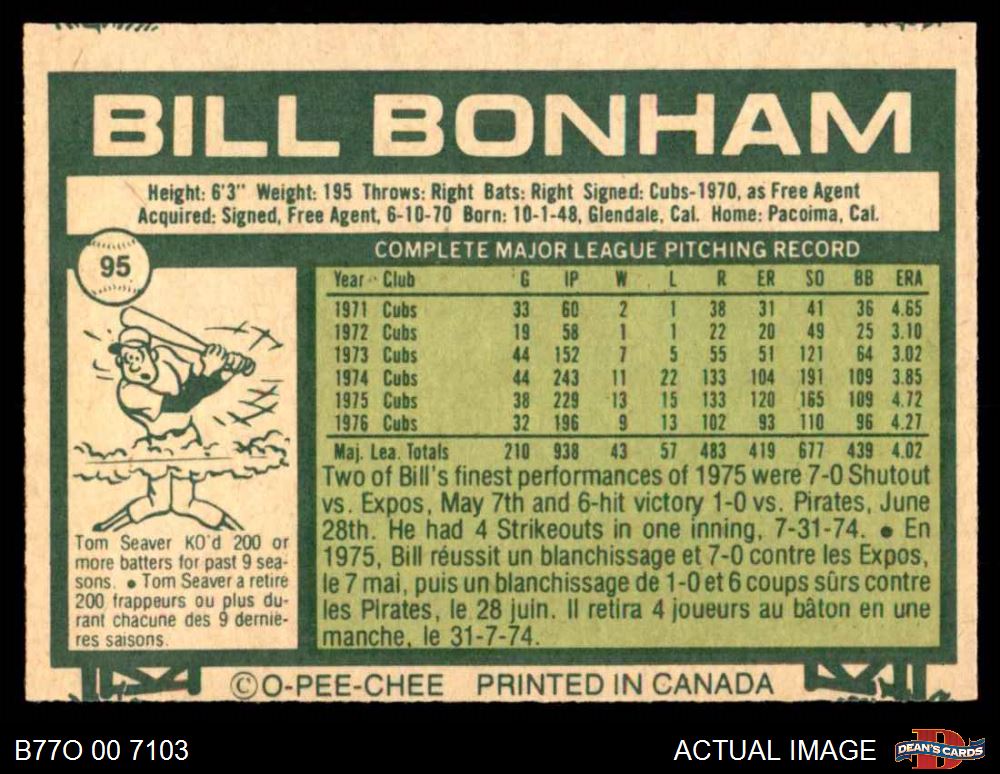 BILL BONHAM
Height: 6'3" Weight: 195 Throws: Right Bats: Right Signed: Cubs-1970, as Free Agent
Acquired: Signed, Free Agent, 6-10-70 Born: 10-1-48, Glendale, Cal. Home: Pacoima, Cal.
95
COMPLETE MAJOR LEAGUE PITCHING RECORD
Year Club G IP W L R ER SO BB ERA
1971 Cubs 33 60 2 1 38 31 41 36 4.65
1972 Cubs 19 58 1 1 22 20 49 25 3.10
1973 Cubs 44 152 7 5 55 51 121 64 3.02
1974 Cubs 44 243 11 22 133 104 191 109 3.85
1975 Cubs 38 229 13 15 133 120 165 109 4.72
1976 Cubs 32 196 9 13 102 93 110 96 4.27
Maj. Lea. Totals 210 938 43 57 483 419 677 439 4.02
Two of Bill's finest performances of 1975 were 7-0 Shutout
vs. Expos, May 7th and 6-hit victory 1-0 vs. Pirates, June
28th. He had 4 Strikeouts in one inning, 7-31-74. ● En
1975, Bill réussit un blanchissage et 7-0 contre les Expos,
le 7 mai, puis un blanchissage de 1-0 et 6 coups sûrs contre
les Pirates, le 28 juin. Il retira 4 joueurs au bâton en une
manche, le 31-7-74.
Tom Seaver KO'd 200 or
more batters for past 9 sea-
sons. ● Tom Seaver a retiré
200 frappeurs ou plus du-
rant chacune des 9 derniè-
res saisons.
©O-PEE-CHEE PRINTED IN CANADA
B77O 00 7103
ACTUAL IMAGE
D
DEAN'S CARDS